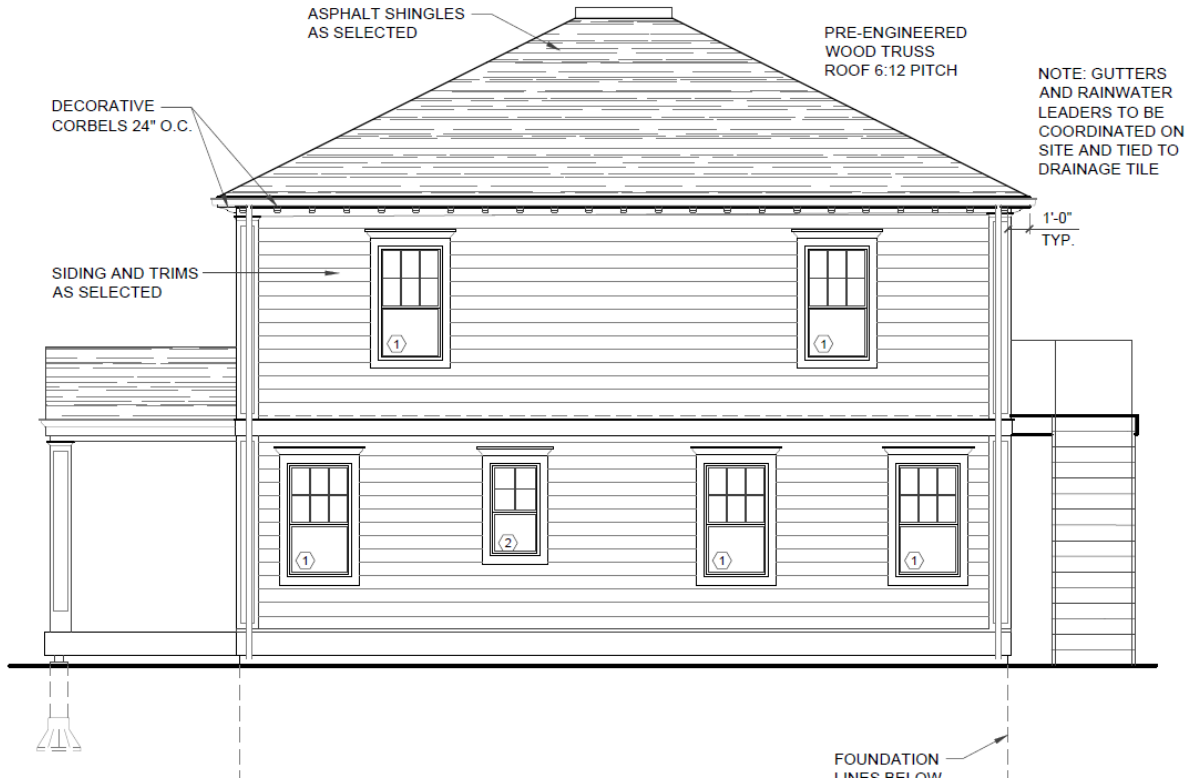 ASPHALT SHINGLES
AS SELECTED
PRE-ENGINEERED
WOOD TRUSS
ROOF 6:12 PITCH
NOTE: GUTTERS
AND RAINWATER
LEADERS TO BE
COORDINATED ON
SITE AND TIED TO
DRAINAGE TILE
DECORATIVE
CORBELS 24" O.C.
1'-0"
TYP.
SIDING AND TRIMS
AS SELECTED
1
1
1
2
1
1
FOUNDATION
LINES BELOW